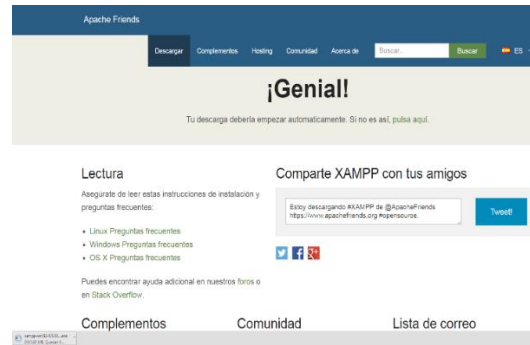 Apache Friends
Descargar Complementos Hosting Comunidad Acerca de Buscar... Buscar ES
¡Genial!
Tu descarga debería empezar automaticamente. Si no es así, pulsa aquí.
Lectura
Asegurate de leer estas instrucciones de instalación y
preguntas frecuentes:
Linux Preguntas frecuentes
Windows Preguntas frecuentes
OS X Preguntas frecuentes
Puedes encontrar ayuda adicional en nuestros foros o
en Stack Overflow.
Comparte XAMPP con tus amigos
Estoy descargando #XAMPP de @ApacheFriends
https://www.apachefriends.org #opensource.
Tweet!
Complementos
Comunidad
Lista de correo